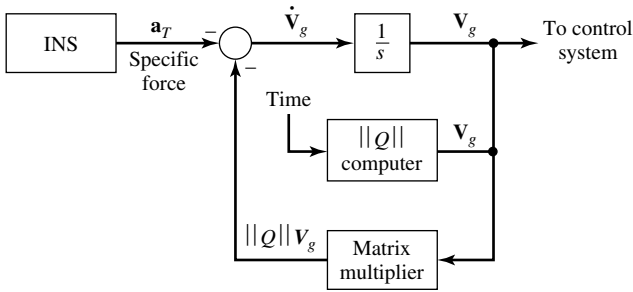 INS
a_T
Specific
force
−
−
V̇_g
1
s
V_g
To control
system
Time
||Q||
computer
V_g
||Q||V_g
Matrix
multiplier